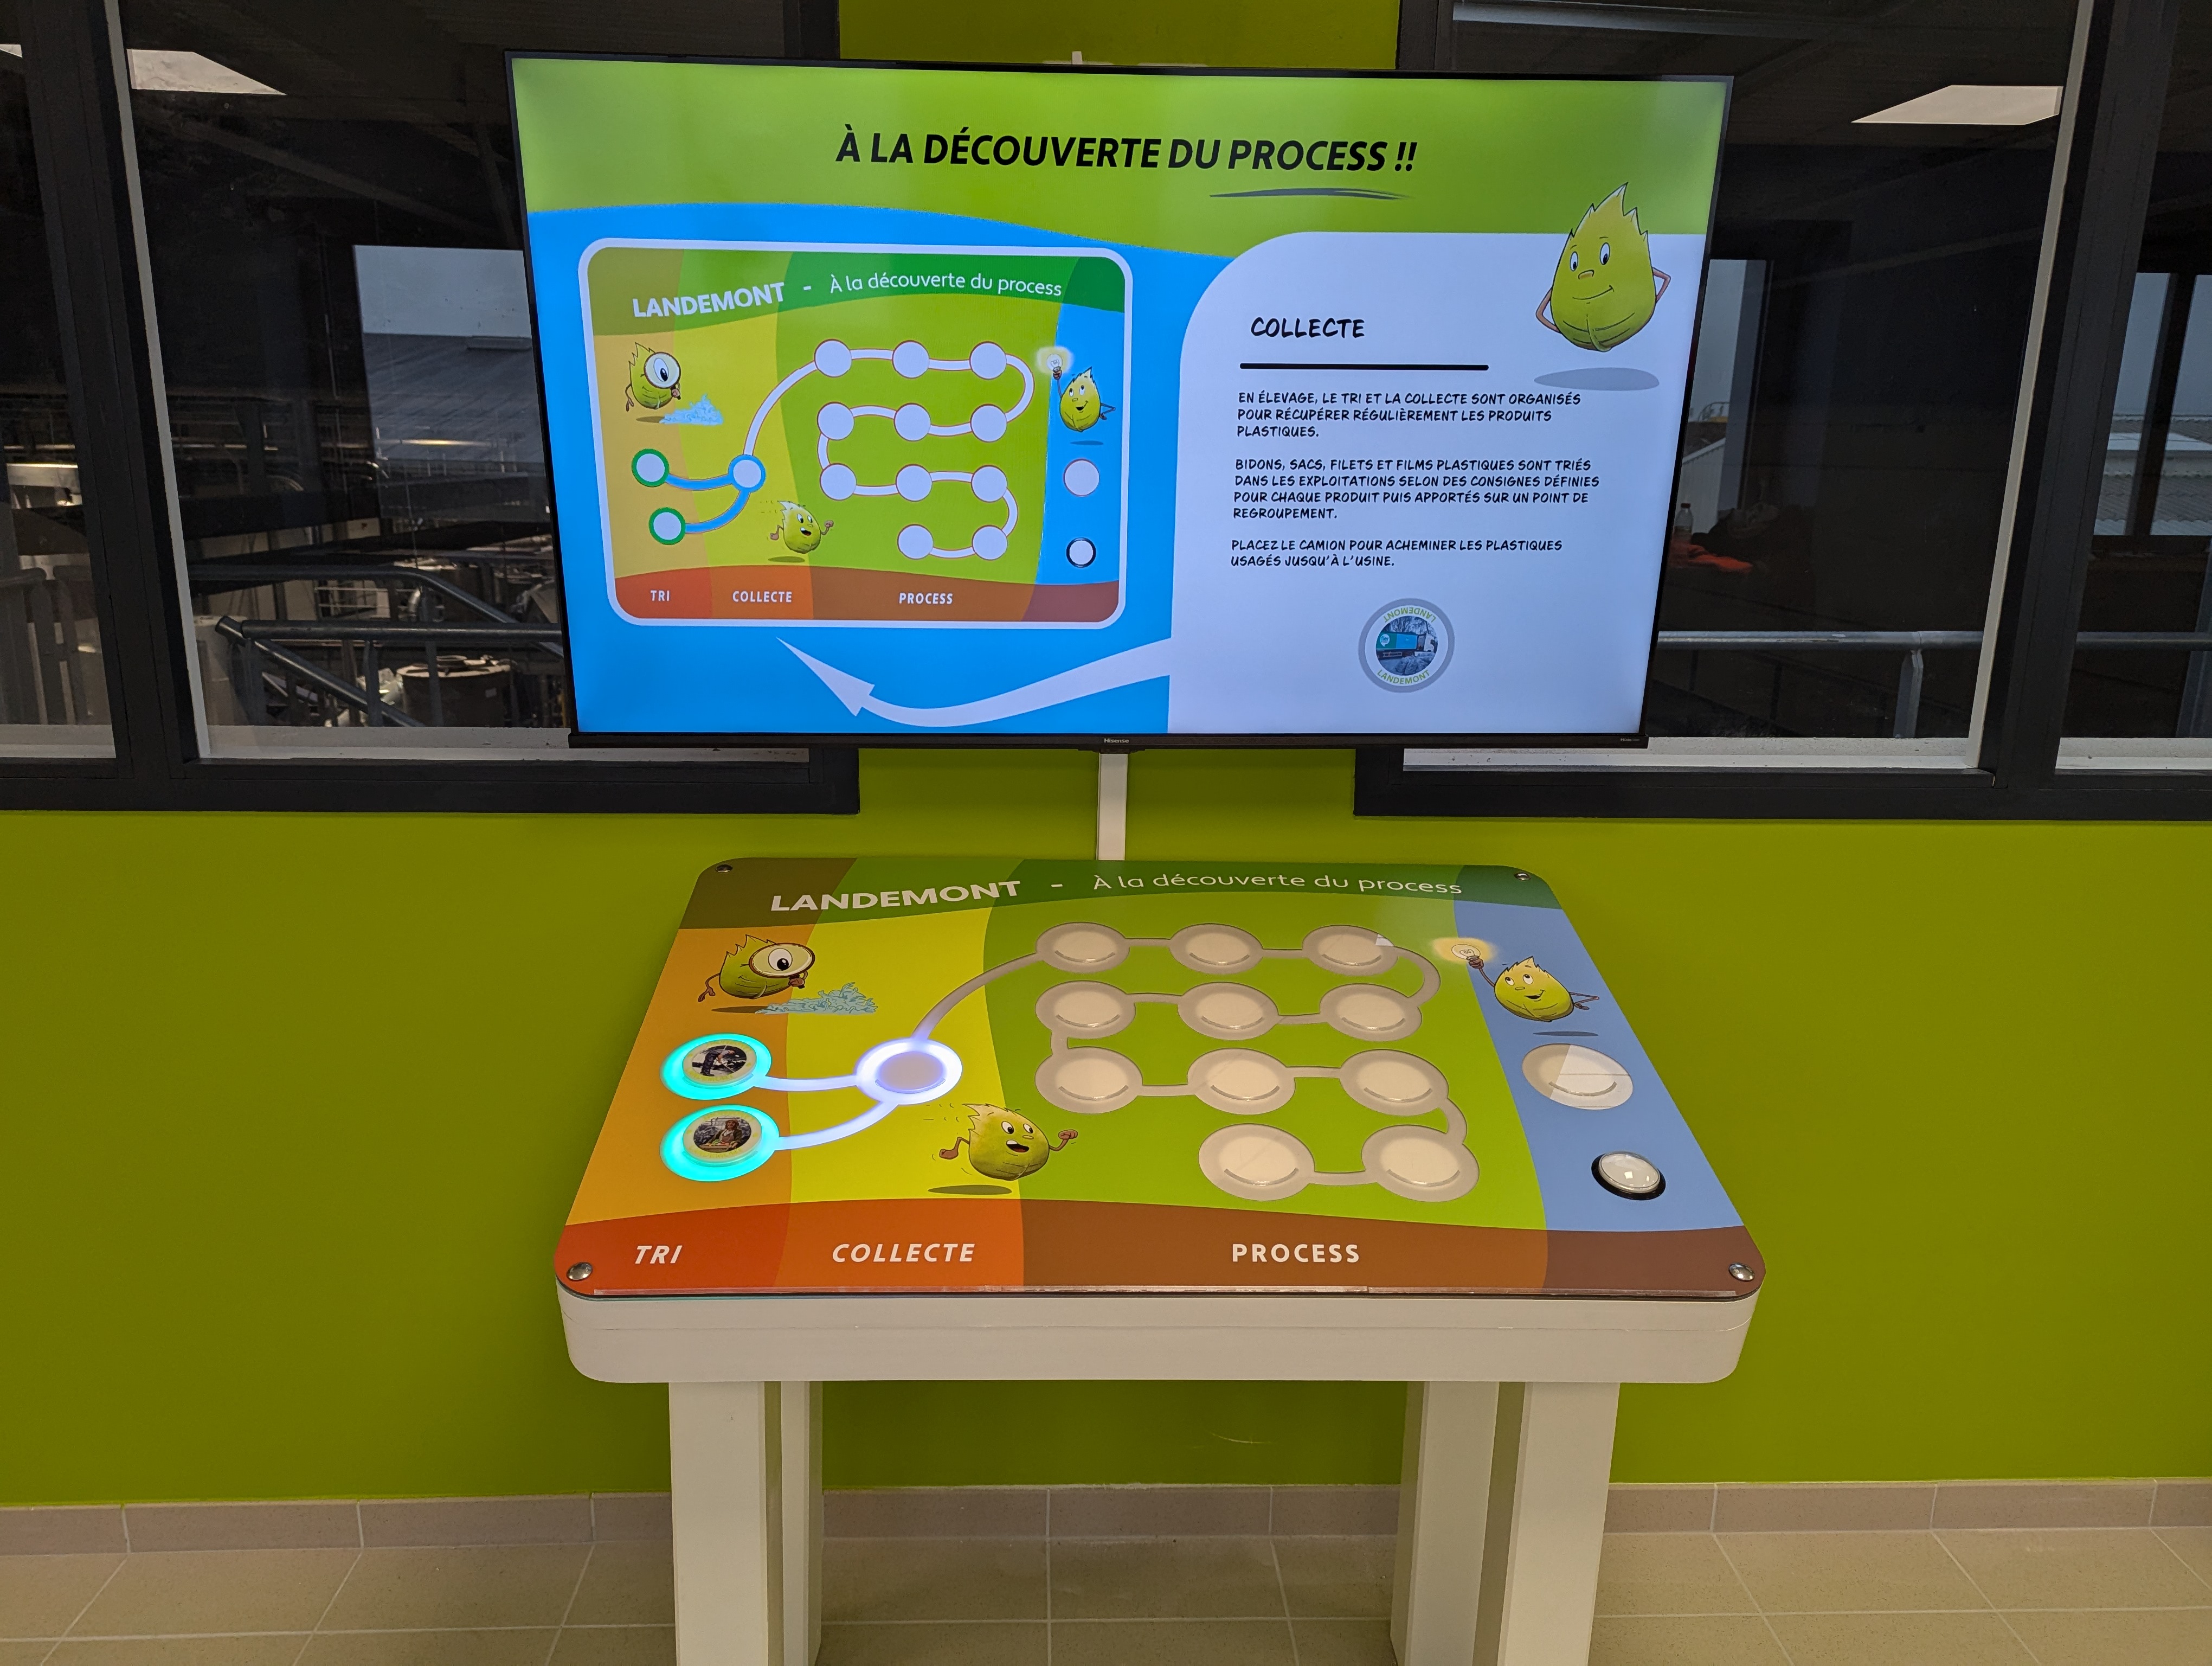 À LA DÉCOUVERTE DU PROCESS !!
LANDEMONT - À la découverte du process
TRI
COLLECTE
PROCESS
COLLECTE
EN ÉLEVAGE, LE TRI ET LA COLLECTE SONT ORGANISÉS
POUR RÉCUPÉRER RÉGULIÈREMENT LES PRODUITS
PLASTIQUES.
BIDONS, SACS, FILETS ET FILMS PLASTIQUES SONT TRIÉS
DANS LES EXPLOITATIONS SELON DES CONSIGNES DÉFINIES
POUR CHAQUE PRODUIT PUIS APPORTÉS SUR UN POINT DE
REGROUPEMENT.
PLACEZ LE CAMION POUR ACHEMINER LES PLASTIQUES
USAGÉS JUSQU'À L'USINE.
LANDEMONT
LANDEMONT
Hisense
LANDEMONT - À la découverte du process
TRI
COLLECTE
PROCESS